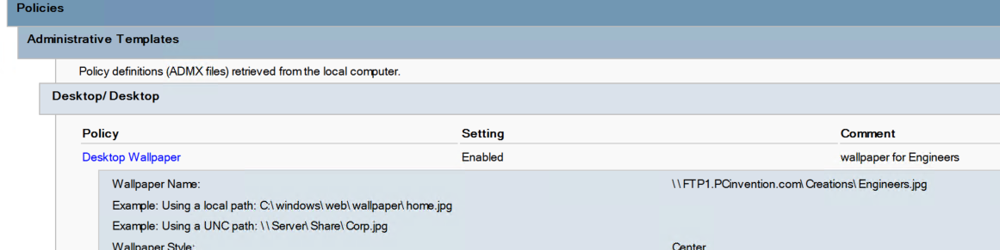 Policies
Administrative Templates
Policy definitions (ADMX files) retrieved from the local computer.
Desktop/Desktop
Policy Setting Comment
Desktop Wallpaper Enabled wallpaper for Engineers
Wallpaper Name: \\FTP1.PCinvention.com\Creations\Engineers.jpg
Example: Using a local path: C:\windows\web\wallpaper\home.jpg
Example: Using a UNC path: \\Server\Share\Corp.jpg
Wallpaper Style: Center